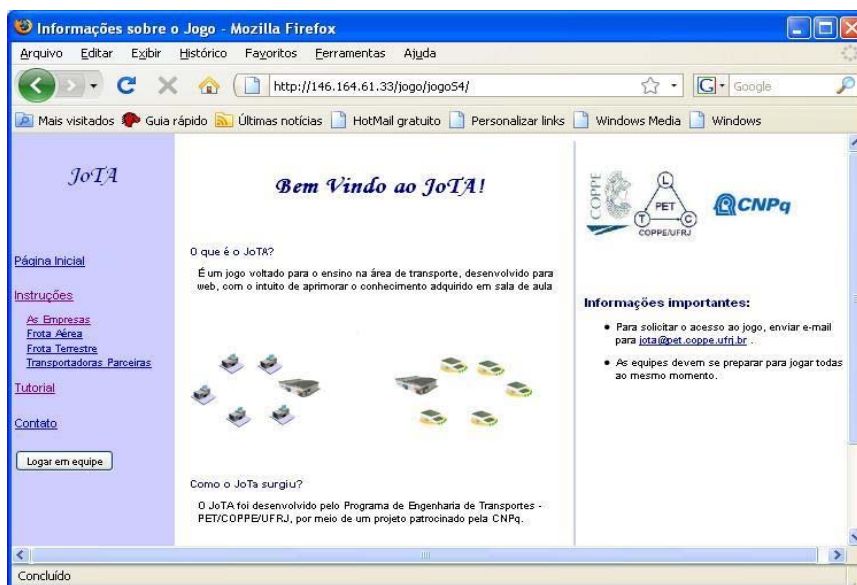 Informações sobre o Jogo - Mozilla Firefox
Arquivo Editar Exibir Histórico Favoritos Ferramentas Ajuda
http://146.164.61.33/jogo/jogo54/
G Google
Mais visitados Guia rápido Últimas notícias HotMail gratuito Personalizar links Windows Media Windows
JoTA
Página Inicial
Instruções
As Empresas
Frota Aérea
Frota Terrestre
Transportadoras Parceiras
Tutorial
Contato
Logar em equipe
Bem Vindo ao JoTA!
O que é o JoTA?
É um jogo voltado para o ensino na área de transporte, desenvolvido para
web, com o intuito de aprimorar o conhecimento adquirido em sala de aula
Como o JoTa surgiu?
O JoTA foi desenvolvido pelo Programa de Engenharia de Transportes -
PET/COPPE/UFRJ, por meio de um projeto patrocinado pela CNPq.
COPPE
L
PET
T C
COPPE/UFRJ
CNPq
Informações importantes:
Para solicitar o acesso ao jogo, enviar e-mail
para jota@pet.coppe.ufrj.br .
As equipes devem se preparar para jogar todas
ao mesmo momento.
Concluído